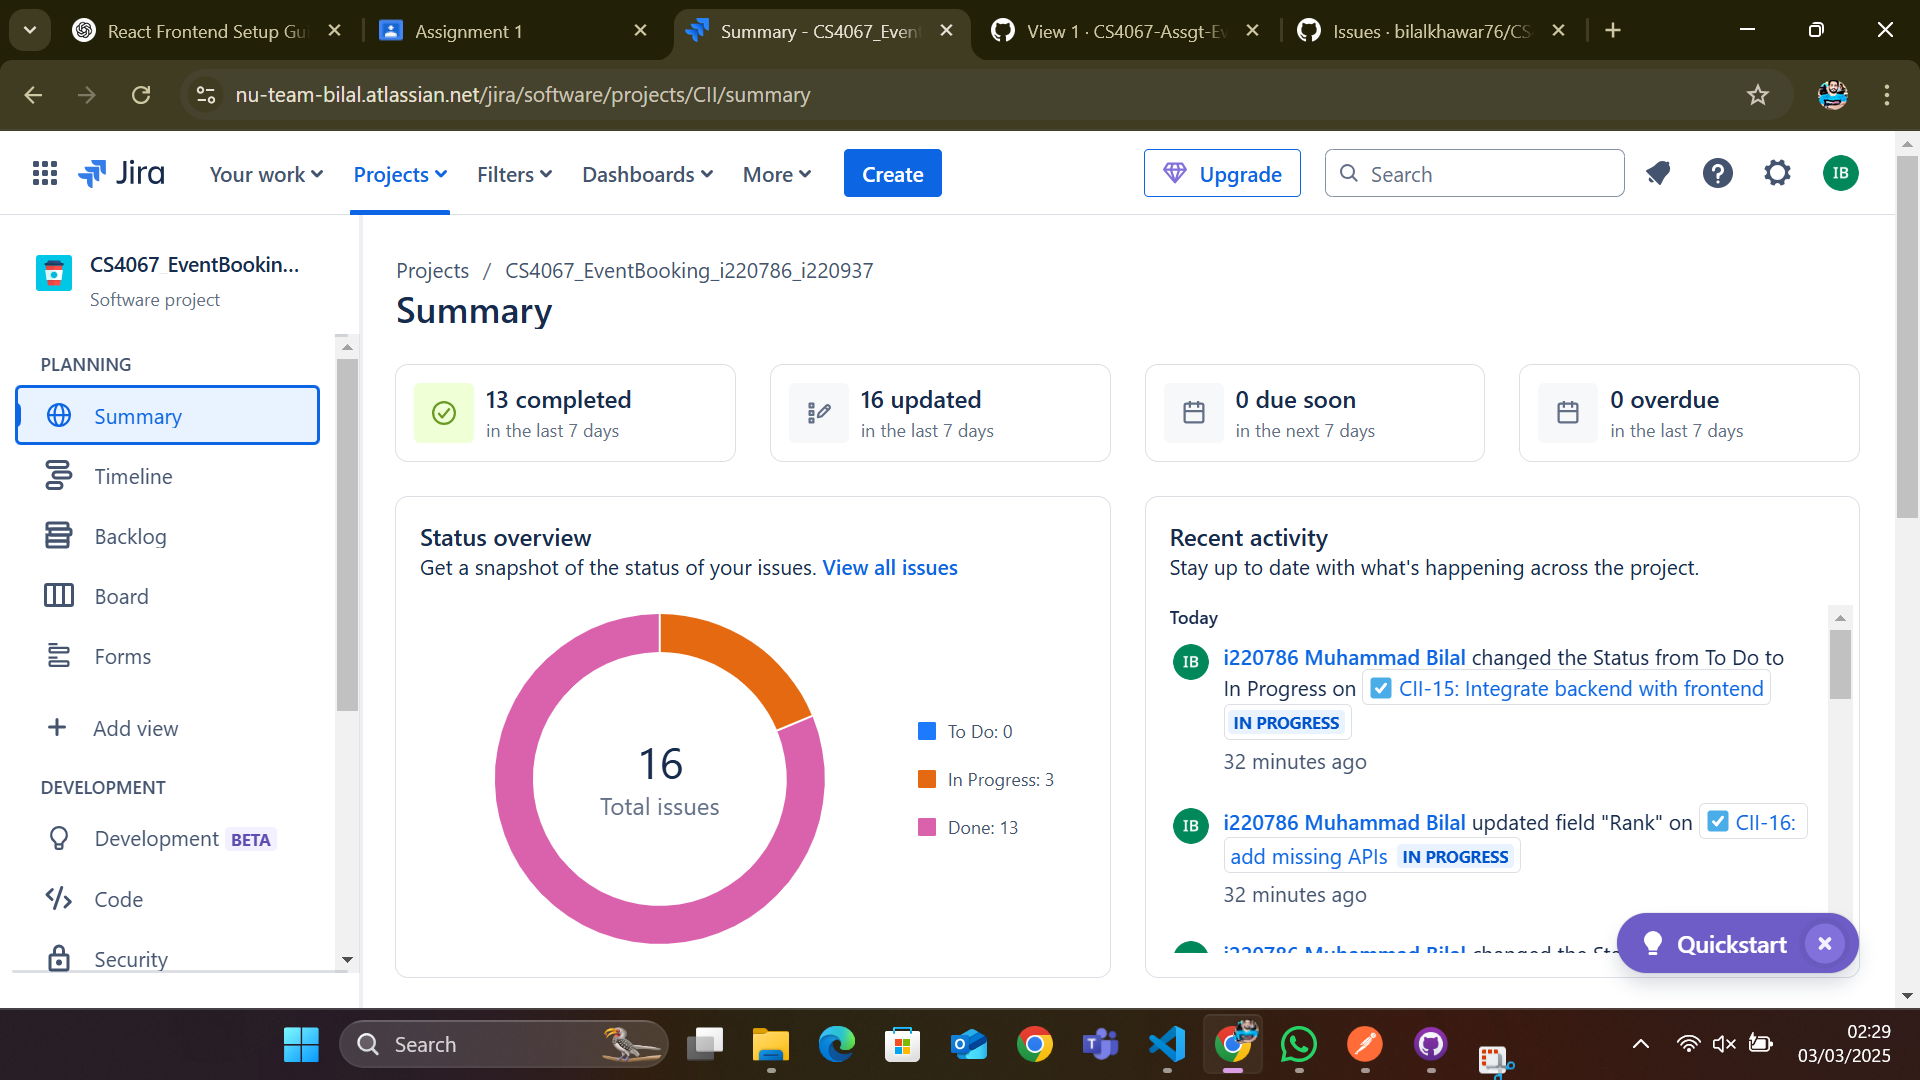 React Frontend Setup Gui
Assignment 1
Summary - CS4067_Event
View 1 · CS4067-Assgt-Ev
Issues · bilalkhawar76/CS
nu-team-bilal.atlassian.net/jira/software/projects/CII/summary
Jira
Your work
Projects
Filters
Dashboards
More
Create
Upgrade
Search
IB
CS4067_EventBookin...
Software project
PLANNING
Summary
Timeline
Backlog
Board
Forms
Add view
DEVELOPMENT
Development BETA
Code
Security
Projects / CS4067_EventBooking_i220786_i220937
Summary
13 completed
in the last 7 days
16 updated
in the last 7 days
0 due soon
in the next 7 days
0 overdue
in the last 7 days
Status overview
Get a snapshot of the status of your issues. View all issues
16
Total issues
To Do: 0
In Progress: 3
Done: 13
Recent activity
Stay up to date with what's happening across the project.
Today
IB
i220786 Muhammad Bilal changed the Status from To Do to
In Progress on CII-15: Integrate backend with frontend
IN PROGRESS
32 minutes ago
IB
i220786 Muhammad Bilal updated field "Rank" on CII-16:
add missing APIs IN PROGRESS
32 minutes ago
i220786 Muhammad Bilal changed the Sta
Quickstart
Search
02:29
03/03/2025